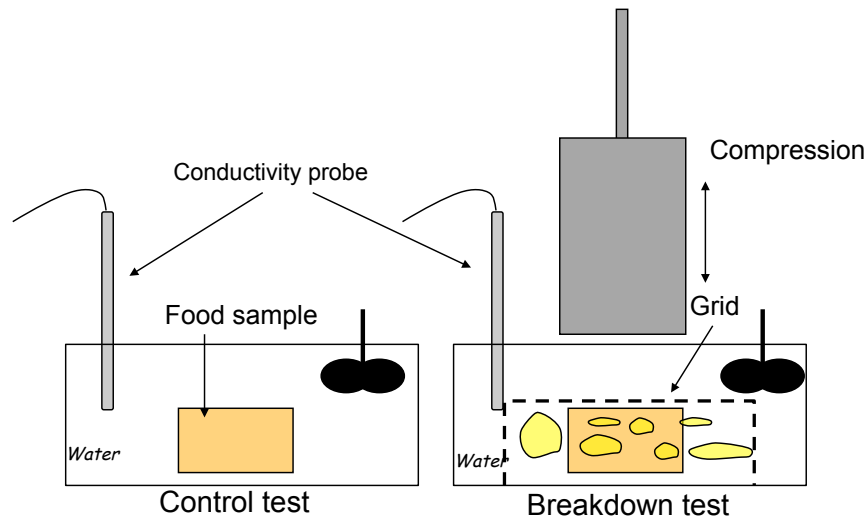 Compression
Conductivity probe
Grid
Food sample
Water
Water
Control test
Breakdown test